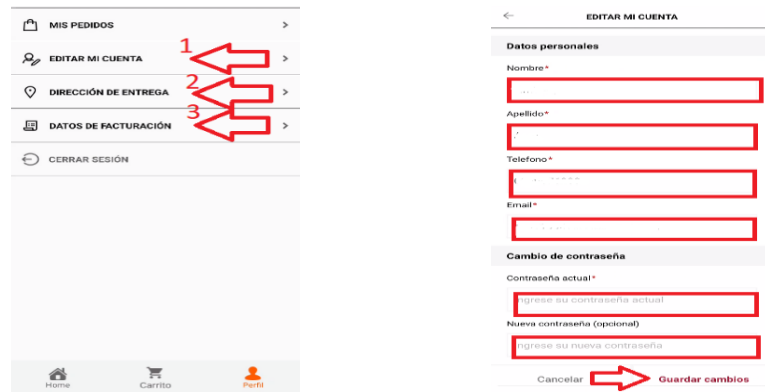 MIS PEDIDOS
1
EDITAR MI CUENTA
2
DIRECCIÓN DE ENTREGA
3
DATOS DE FACTURACIÓN
CERRAR SESIÓN
Home
Carrito
Perfil
EDITAR MI CUENTA
Datos personales
Nombre*
Apellido*
Telefono*
Email*
Cambio de contraseña
Contraseña actual*
ngrese su contraseña actual
Nueva contraseña (opcional)
ngrese su nueva contraseña
Cancelar
Guardar cambios